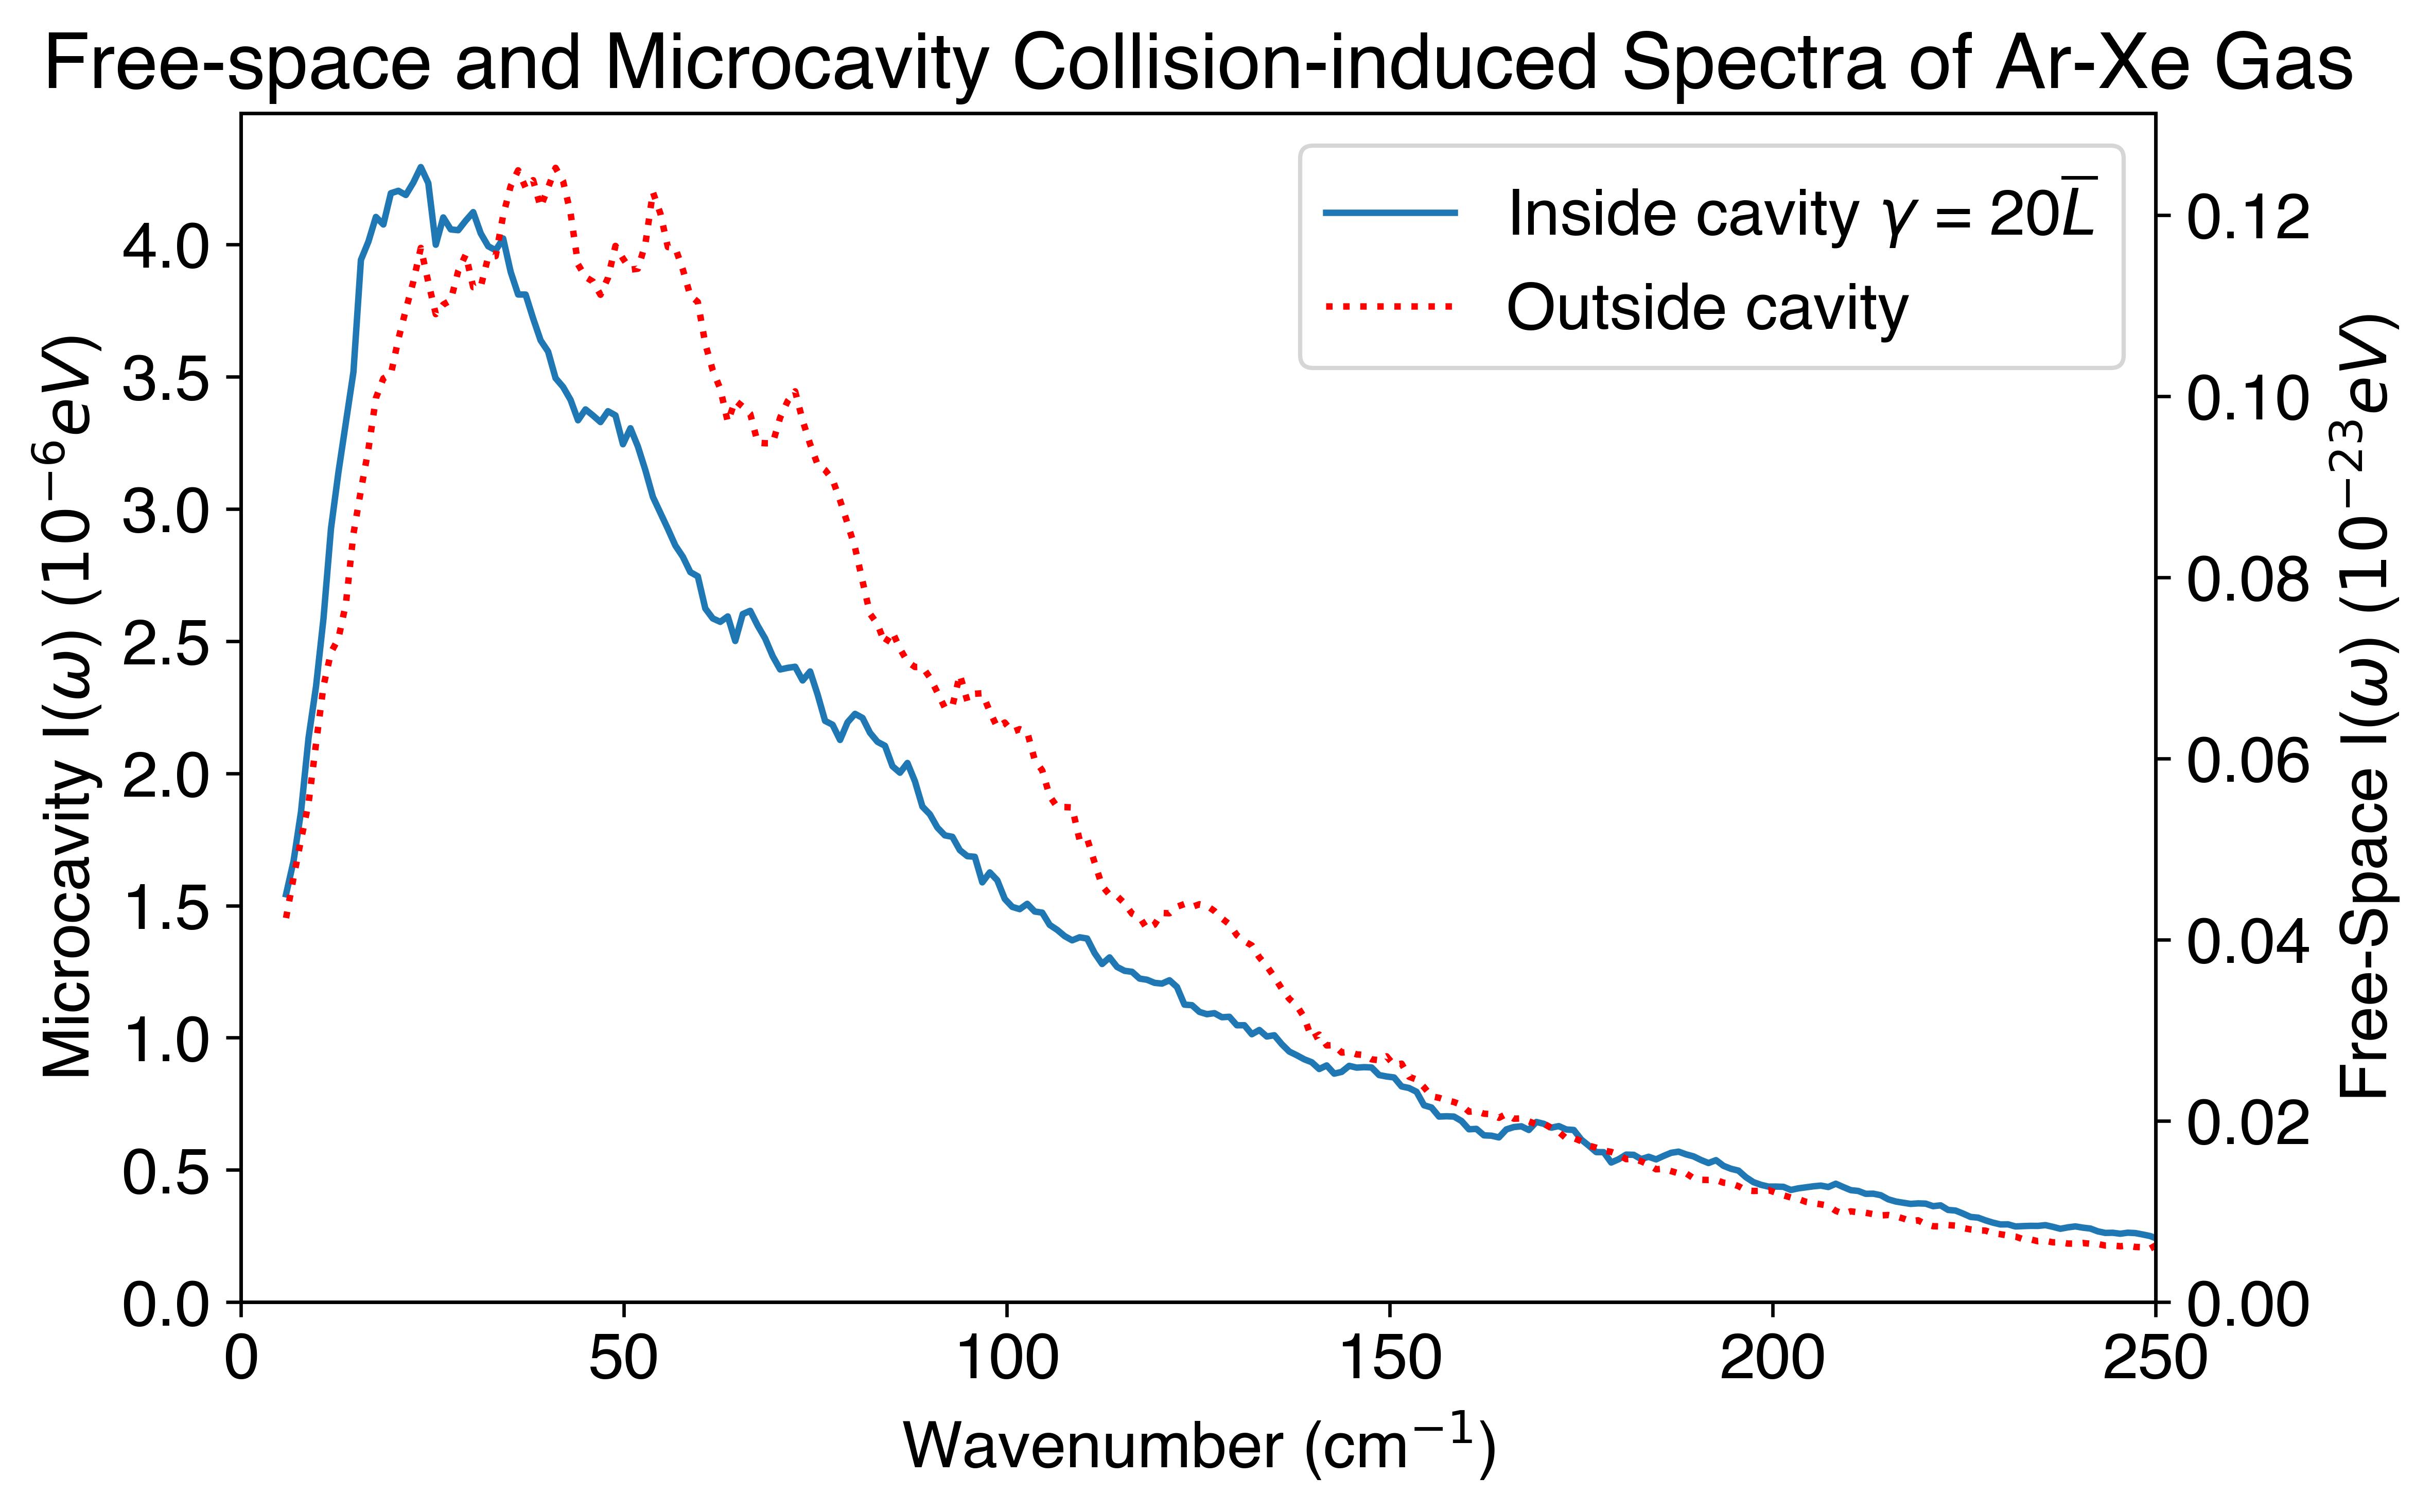 Free-space and Microcavity Collision-induced Spectra of Ar-Xe Gas
Inside cavity γ = 20L̅
Outside cavity
Microcavity I(ω) (10⁻⁶eV)
4.0
3.5
3.0
2.5
2.0
1.5
1.0
0.5
0.0
0.12
0.10
0.08
0.06
0.04
0.02
0.00
Free-Space I(ω) (10⁻²³eV)
0 50 100 150 200 250
Wavenumber (cm⁻¹)